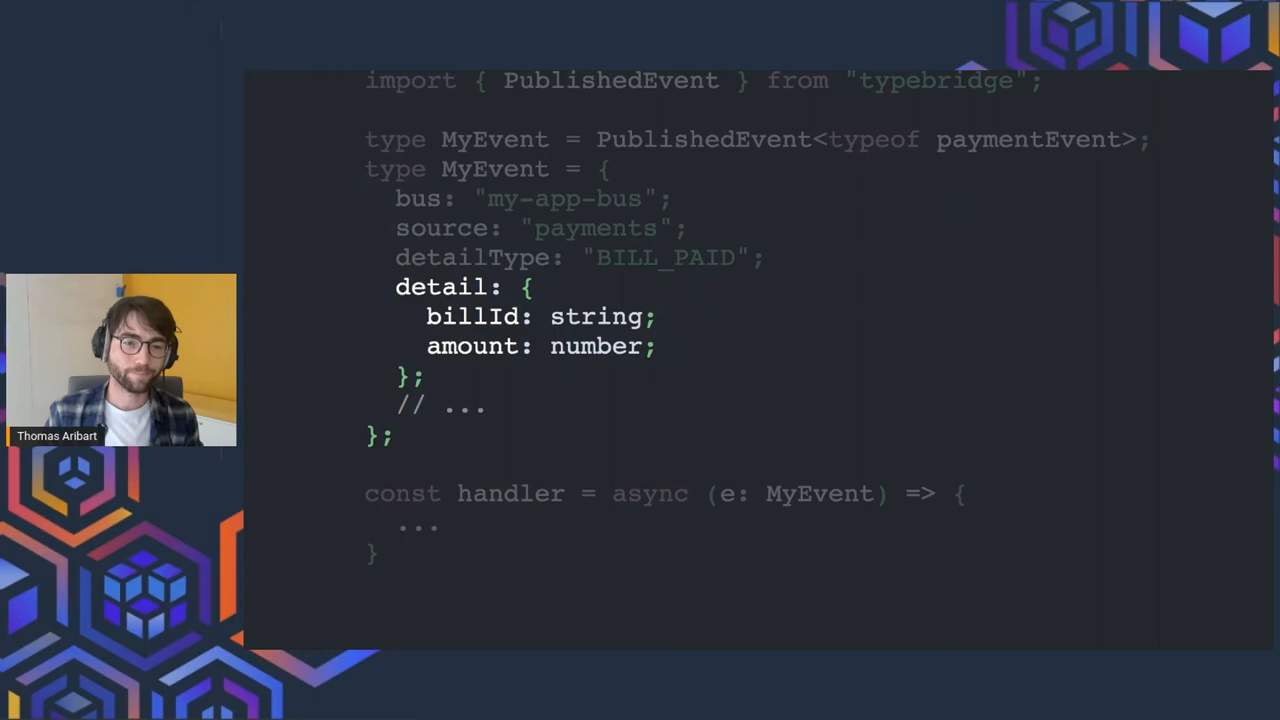 import { PublishedEvent } from "typebridge";
type MyEvent = PublishedEvent<typeof paymentEvent>;
type MyEvent = {
bus: "my-app-bus";
source: "payments";
detailType: "BILL_PAID";
detail: {
billId: string;
amount: number;
};
// ...
};
const handler = async (e: MyEvent) => {
...
}
Thomas Aribart